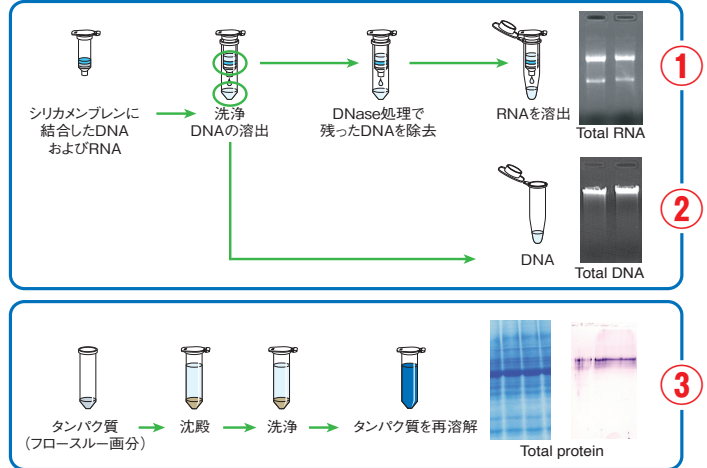 シリカメンブレンに
結合したDNA
およびRNA
洗浄
DNAの溶出
DNase処理で
残ったDNAを除去
RNAを溶出
Total RNA
①
DNA
Total DNA
②
タンパク質
(フロースルー画分)
沈殿
洗浄
タンパク質を再溶解
Total protein
③